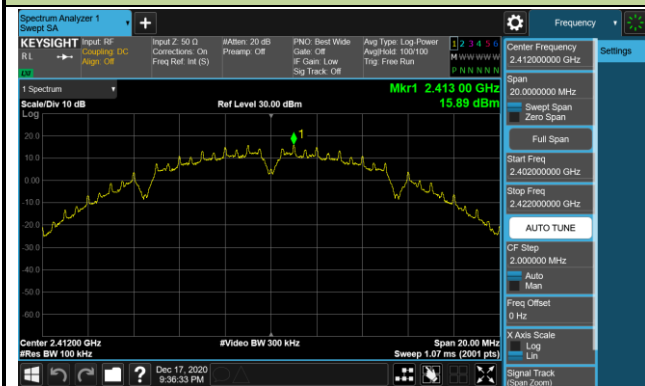 Spectrum Analyzer 1
Swept SA
+
Frequency
KEYSIGHT
RL
Input: RF
Coupling: DC
Align: Off
Input Z: 50 Ω
Corrections: On
Freq Ref: Int (S)
#Atten: 20 dB
Preamp: Off
PNO: Best Wide
Gate: Off
IF Gain: Low
Sig Track: Off
Avg Type: Log-Power
Avg|Hold: 100/100
Trig: Free Run
1 2 3 4 5 6
M W W W W W
P N N N N N
1 Spectrum
Scale/Div 10 dB
Log
Ref Level 30.00 dBm
Mkr1 2.413 00 GHz
15.89 dBm
1
20.0
10.0
0.00
-10.0
-20.0
-30.0
-40.0
-50.0
-60.0
Center 2.41200 GHz
#Res BW 100 kHz
#Video BW 300 kHz
Span 20.00 MHz
Sweep 1.07 ms (2001 pts)
Dec 17, 2020
9:36:33 PM
Center Frequency
2.412000000 GHz
Settings
Span
20.0000000 MHz
Swept Span
Zero Span
Full Span
Start Freq
2.402000000 GHz
Stop Freq
2.422000000 GHz
AUTO TUNE
CF Step
2.000000 MHz
Auto
Man
Freq Offset
0 Hz
X Axis Scale
Log
Lin
Signal Track
(Span Zoom)